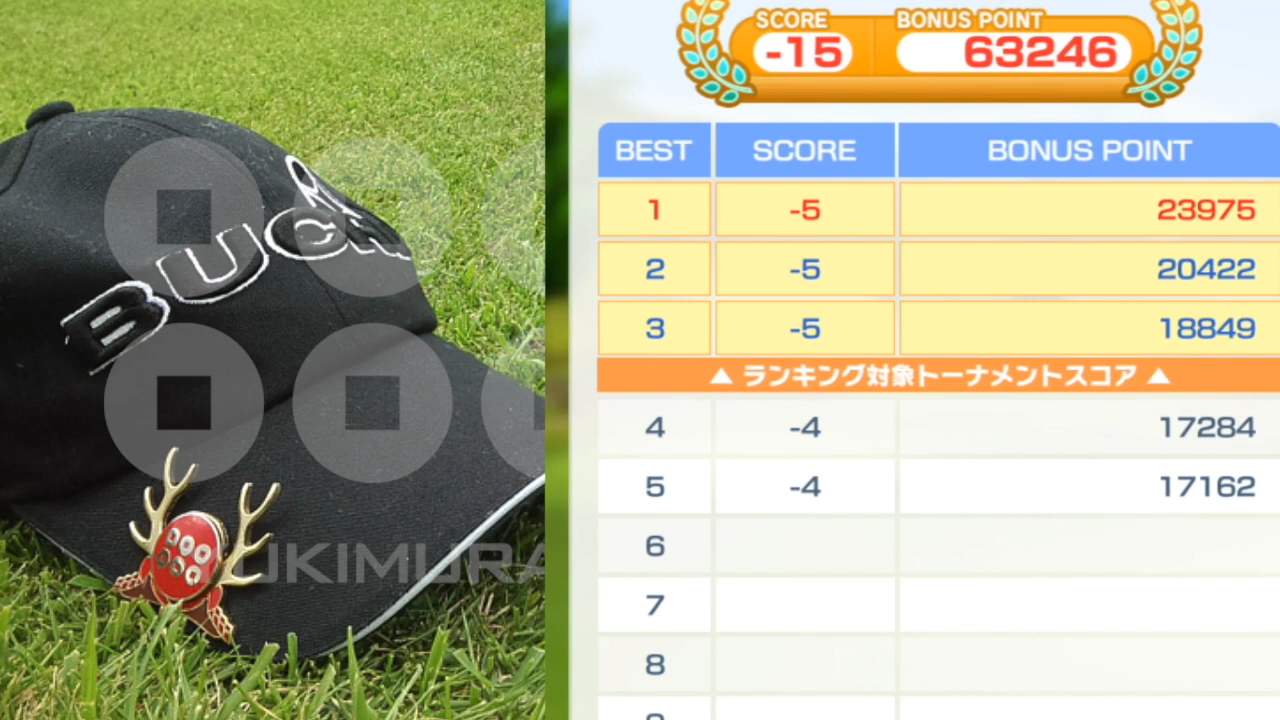 BUCK
YUKIMURA
SCORE BONUS POINT
-15 63246
BEST SCORE BONUS POINT
1 -5 23975
2 -5 20422
3 -5 18849
▲ ランキング対象トーナメントスコア ▲
4 -4 17284
5 -4 17162
6
7
8